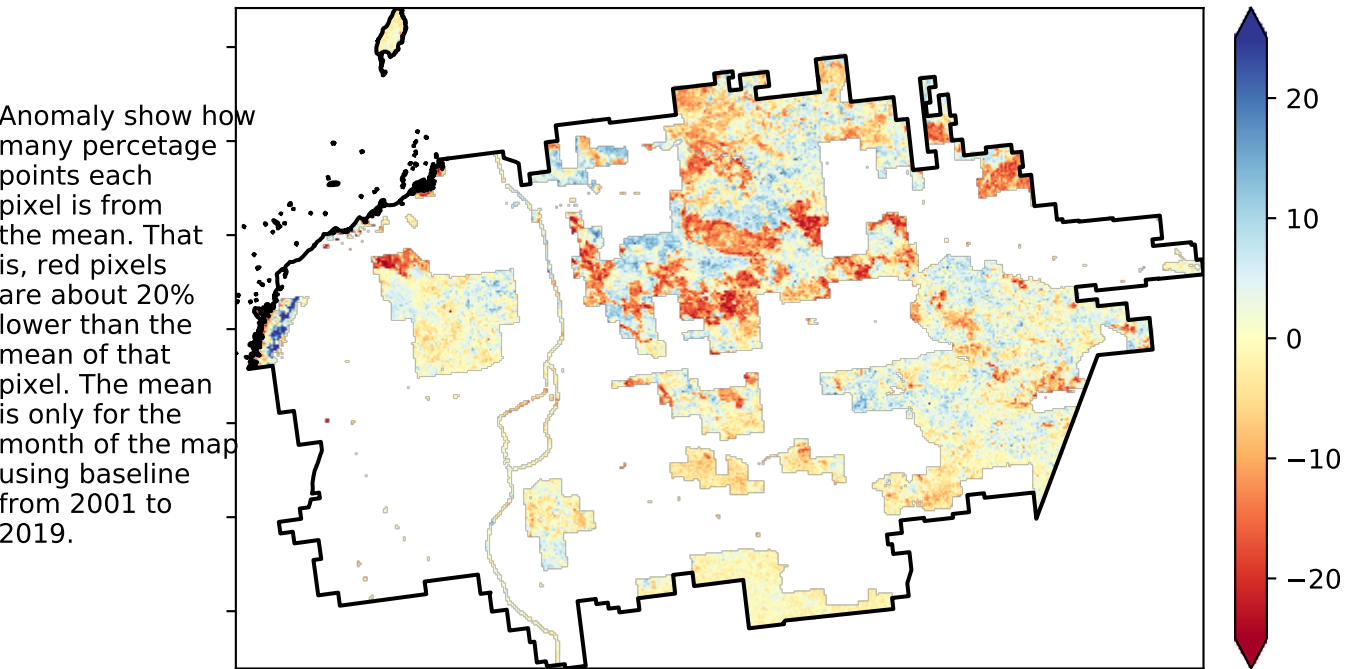 Anomaly show how
many percetage
points each
pixel is from
the mean. That
is, red pixels
are about 20%
lower than the
mean of that
pixel. The mean
is only for the
month of the map
using baseline
from 2001 to
2019.
20
10
0
−10
−20